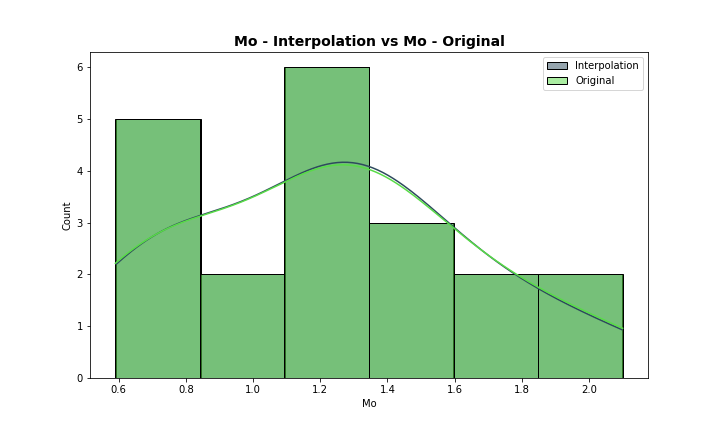 Mo - Interpolation vs Mo - Original
Interpolation
Original
6
5
4
3
2
1
0
Count
0.6 0.8 1.0 1.2 1.4 1.6 1.8 2.0
Mo